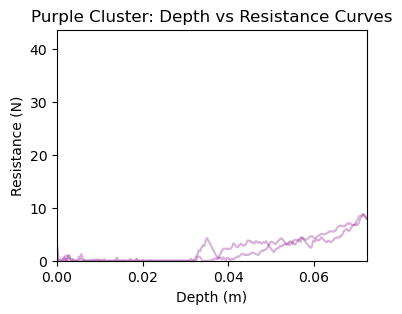 Purple Cluster: Depth vs Resistance Curves
Resistance (N)
40
30
20
10
0
0.00 0.02 0.04 0.06
Depth (m)